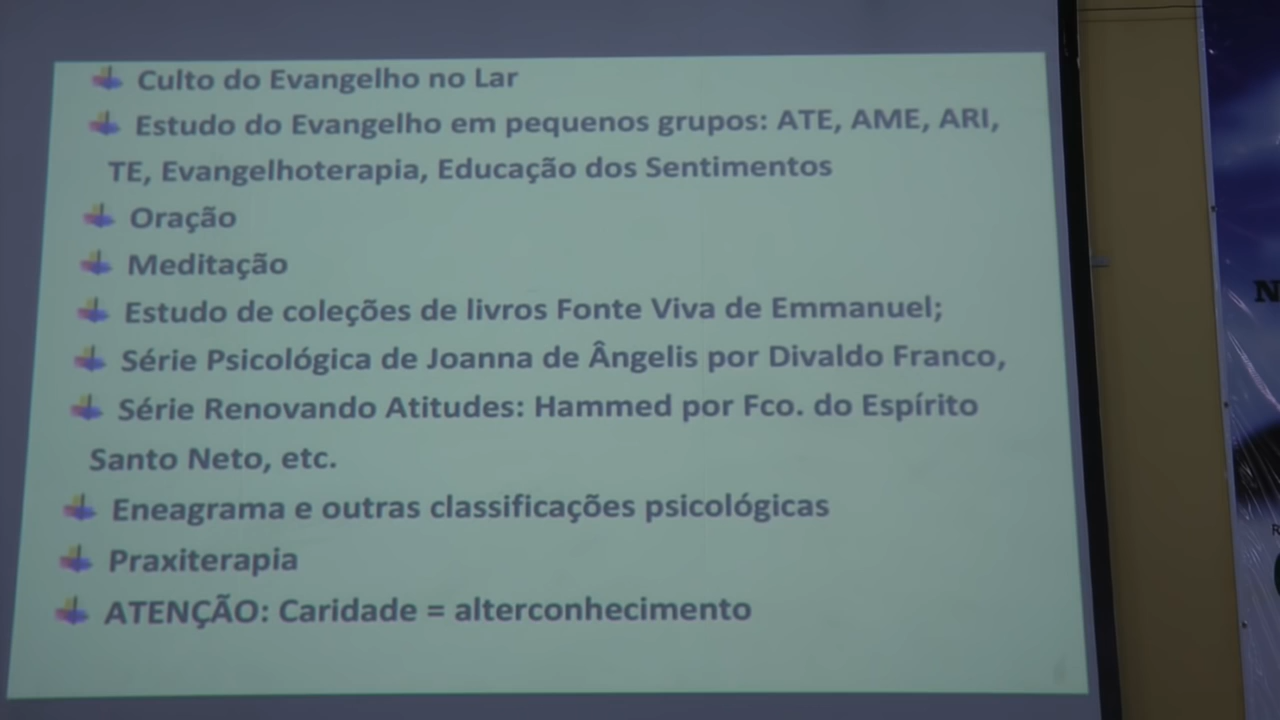 Culto do Evangelho no Lar
Estudo do Evangelho em pequenos grupos: ATE, AME, ARI,
TE, Evangelhoterapia, Educação dos Sentimentos
Oração
Meditação
Estudo de coleções de livros Fonte Viva de Emmanuel;
Série Psicológica de Joanna de Ângelis por Divaldo Franco,
Série Renovando Atitudes: Hammed por Fco. do Espírito
Santo Neto, etc.
Eneagrama e outras classificações psicológicas
Praxiterapia
ATENÇÃO: Caridade = alterconhecimento